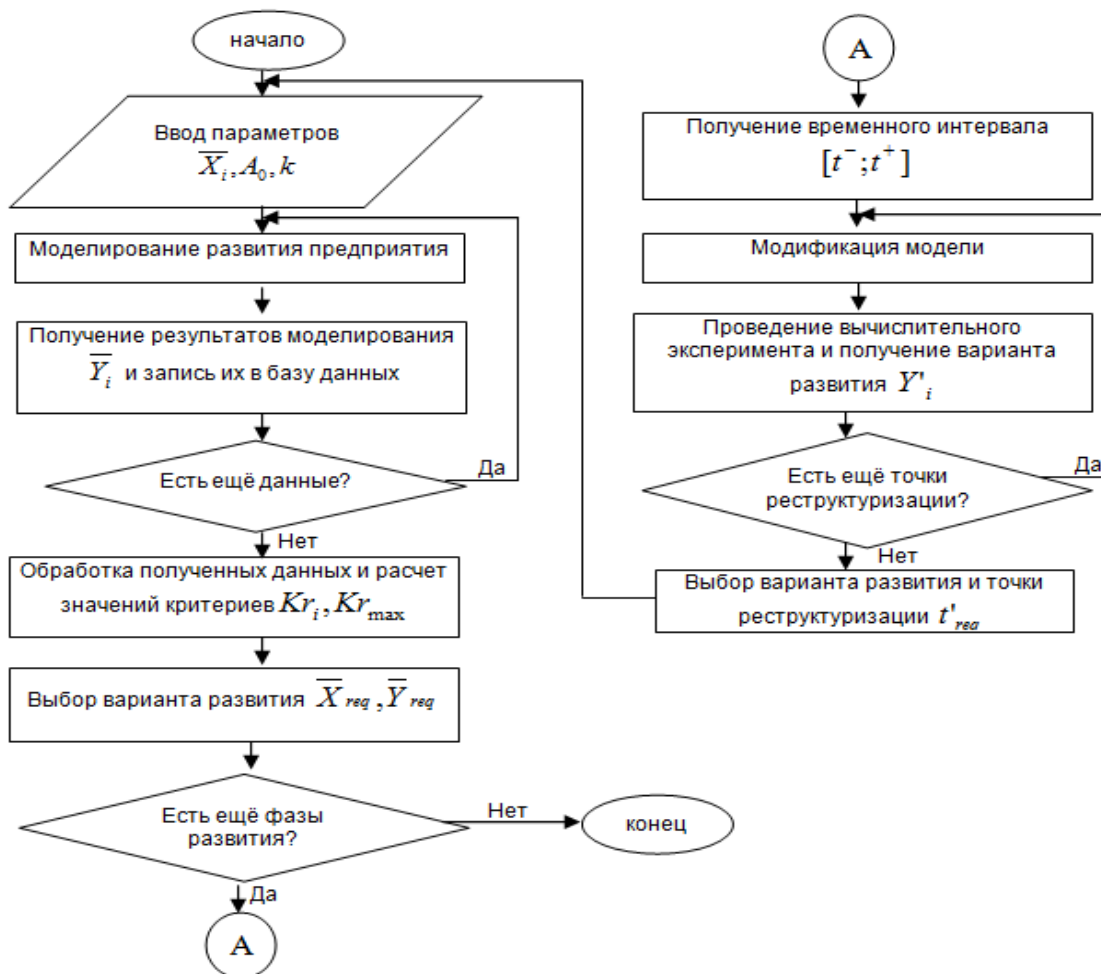 начало
Ввод параметров
X̅ᵢ, A₀, k
Моделирование развития предприятия
Получение результатов моделирования
Y̅ᵢ и запись их в базу данных
Есть ещё данные?
Да
Нет
Обработка полученных данных и расчет
значений критериев Krᵢ, Kr_max
Выбор варианта развития X̅_req, Y̅_req
Есть ещё фазы
развития?
Нет
конец
Да
A
A
Получение временного интервала
[t⁻; t⁺]
Модификация модели
Проведение вычислительного
эксперимента и получение варианта
развития Y'ᵢ
Есть ещё точки
реструктуризации?
Да
Нет
Выбор варианта развития и точки
реструктуризации t'_rea